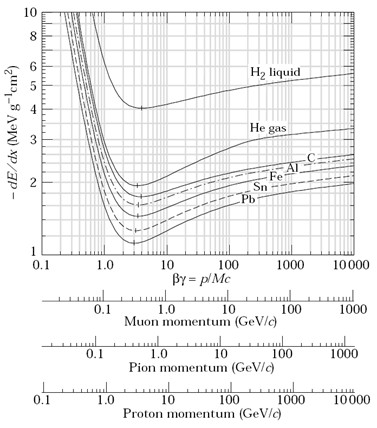 10
8
6
5
4
3
2
1
− dE/dx (MeV g⁻¹cm²)
H₂ liquid
He gas
C
Al
Fe
Sn
Pb
0.1 1.0 10 100 1000 10 000
βγ = p/Mc
0.1 1.0 10 100 1000
Muon momentum (GeV/c)
0.1 1.0 10 100 1000
Pion momentum (GeV/c)
0.1 1.0 10 100 1000 10 000
Proton momentum (GeV/c)